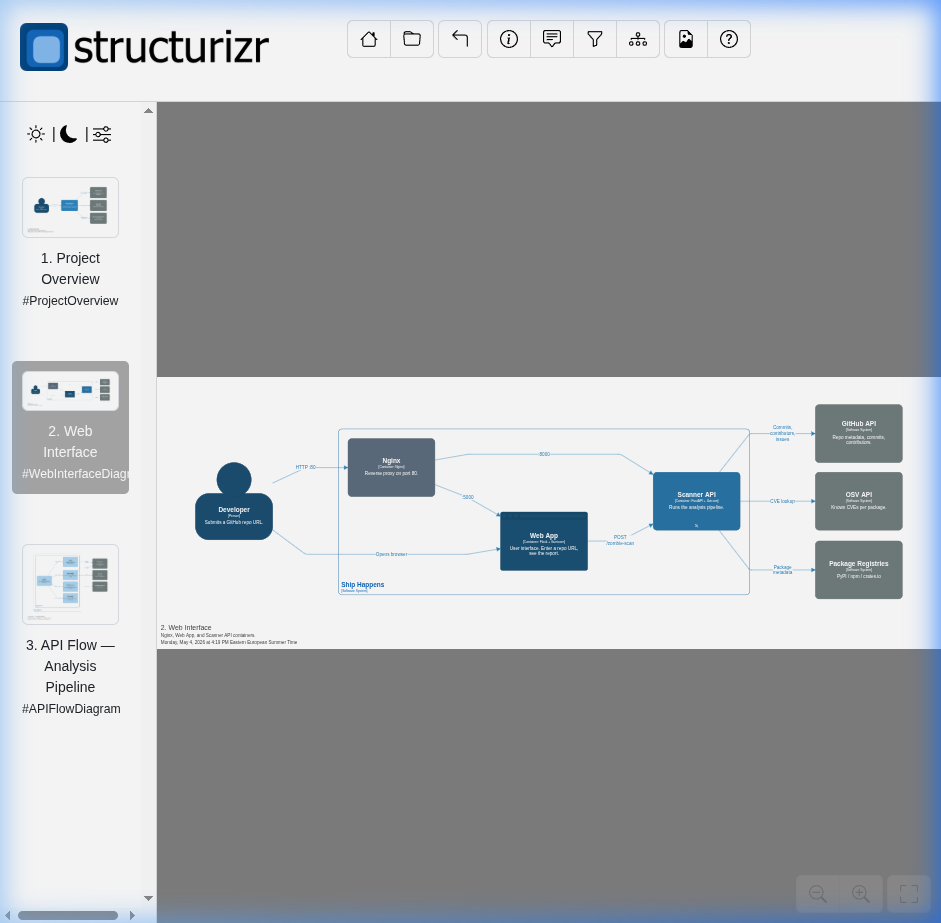 structurizr
1. Project
Overview
#ProjectOverview
2. Web
Interface
#WebInterfaceDiagr
3. API Flow —
Analysis
Pipeline
#APIFlowDiagram
Developer
[Person]
Submits a GitHub repo URL.
HTTP :80
Opens browser
Nginx
[Container: Nginx]
Reverse proxy on port 80.
:8000
:5000
Web App
User interface. Enter a repo URL,
see the report.
POST
/zombie-scan
Scanner API
[Container: FastAPI + Uvicorn]
Runs the analysis pipeline.
Ship Happens
[Software System]
Commits,
contributors,
issues
CVE lookup
Package
metadata
GitHub API
[Software System]
Repo metadata, commits,
contributors.
OSV API
[Software System]
Known CVEs per package.
Package Registries
[Software System]
PyPI / npm / crates.io
2. Web Interface
Nginx, Web App, and Scanner API containers.
Monday, May 4, 2026 at 4:19 PM Eastern European Summer Time